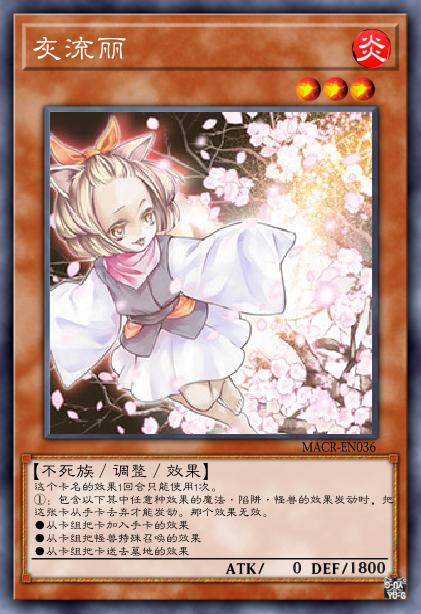 灰流丽
炎
MACR-EN036
【不死族／调整／效果】
这个卡名的效果1回合只能使用1次。
①：包含以下其中任意种效果的魔法·陷阱·怪兽的效果发动时，把
这张卡从手卡丢弃才能发动。那个效果无效。
●从卡组把卡加入手卡的效果
●从卡组把怪兽特殊召唤的效果
●从卡组把卡送去墓地的效果
ATK/ 0 DEF/1800